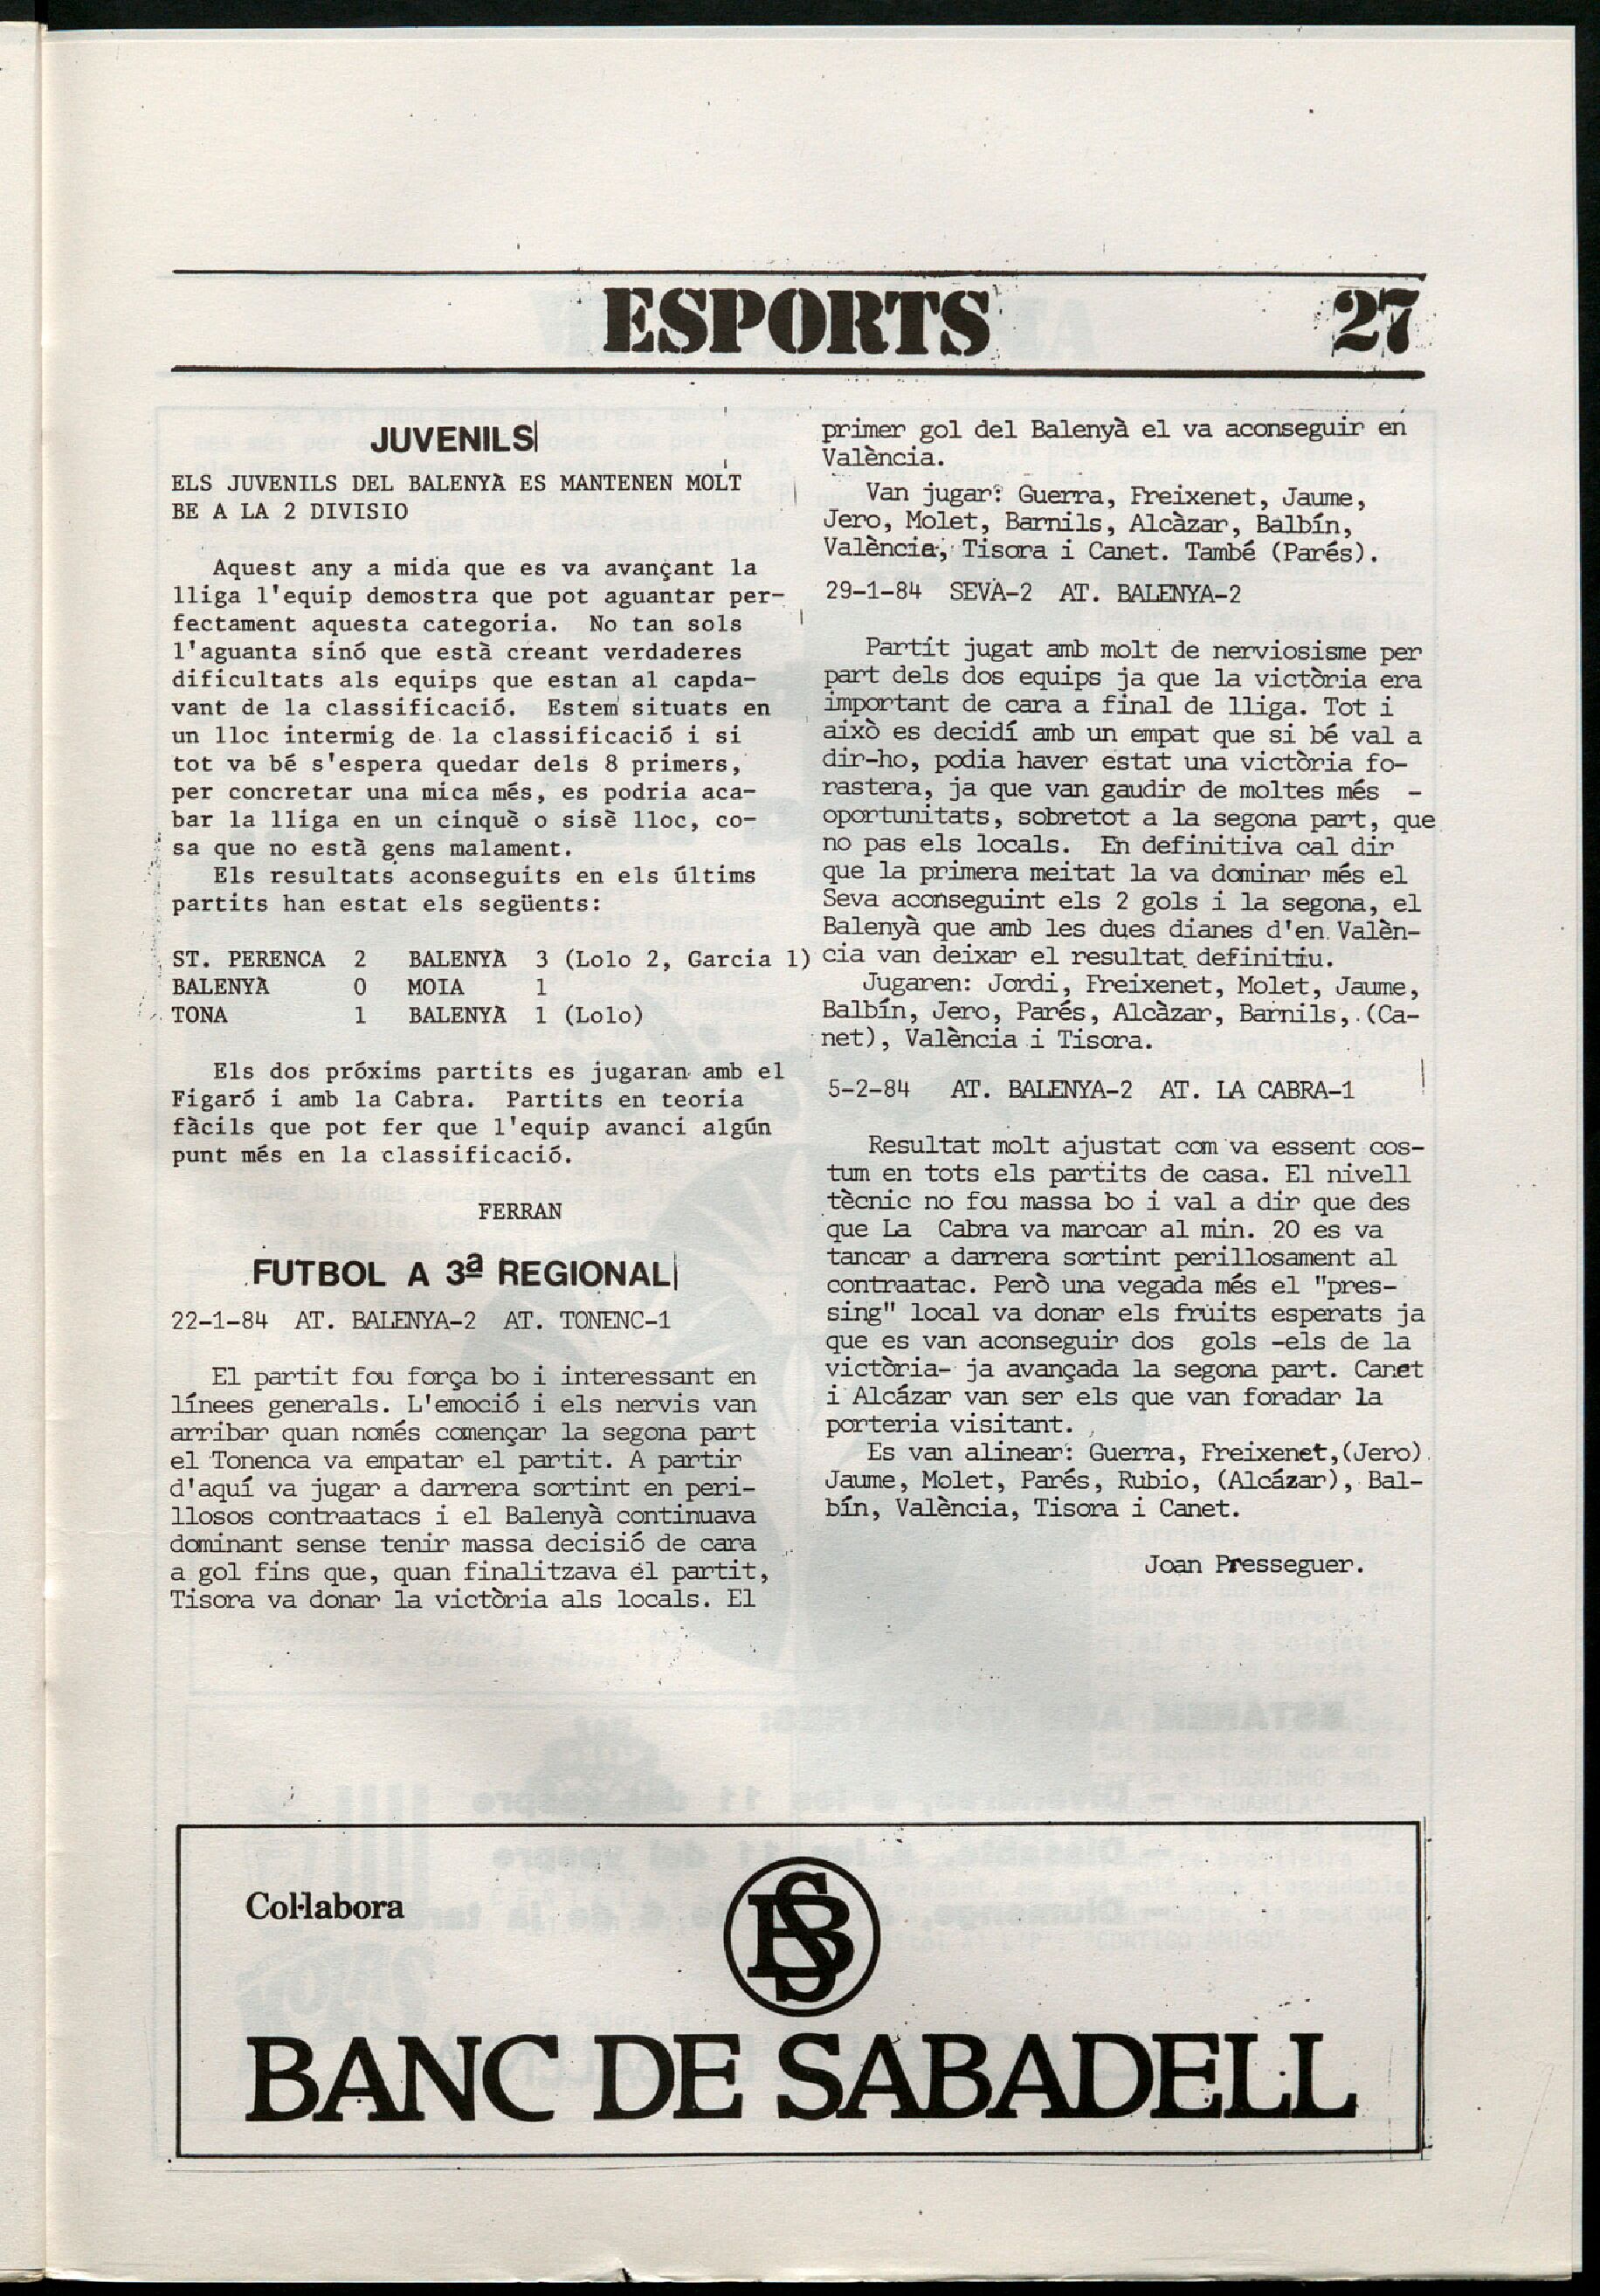 ESPORTS 27
JUVENILS
ELS JUVENILS DEL BALENYÀ ES MANTENEN MOLT
BE A LA 2 DIVISIO
Aquest any a mida que es va avançant la
lliga l'equip demostra que pot aguantar per-
fectament aquesta categoria. No tan sols
l'aguanta sinó que està creant verdaderes
dificultats als equips que estan al capda-
vant de la classificació. Estem situats en
un lloc intermig de la classificació i si
tot va bé s'espera quedar dels 8 primers,
per concretar una mica més, es podria aca-
bar la lliga en un cinquè o sisè lloc, co-
sa que no està gens malament.
Els resultats aconseguits en els últims
partits han estat els següents:
ST. PERENCA 2 BALENYÀ 3 (Lolo 2, Garcia 1)
BALENYÀ 0 MOIA 1
TONA 1 BALENYÀ 1 (Lolo)
Els dos próxims partits es jugaran amb el
Figaró i amb la Cabra. Partits en teoria
fàcils que pot fer que l'equip avanci algún
punt més en la classificació.
FERRAN
FUTBOL A 3ª REGIONAL
22-1-84 AT. BALENYA-2 AT. TONENC-1
El partit fou força bo i interessant en
línees generals. L'emoció i els nervis van
arribar quan només començar la segona part
el Tonenca va empatar el partit. A partir
d'aquí va jugar a darrera sortint en peri-
llosos contraatacs i el Balenyà continuava
dominant sense tenir massa decisió de cara
a gol fins que, quan finalitzava el partit,
Tisora va donar la victòria als locals. El
primer gol del Balenyà el va aconseguir en
València.
Van jugar: Guerra, Freixenet, Jaume,
Jero, Molet, Barnils, Alcàzar, Balbín,
València, Tisora i Canet. També (Parés).
29-1-84 SEVA-2 AT. BALENYA-2
Partit jugat amb molt de nerviosisme per
part dels dos equips ja que la victòria era
important de cara a final de lliga. Tot i
això es decidí amb un empat que si bé val a
dir-ho, podia haver estat una victòria fo-
rastera, ja que van gaudir de moltes més -
oportunitats, sobretot a la segona part, que
no pas els locals. En definitiva cal dir
que la primera meitat la va dominar més el
Seva aconseguint els 2 gols i la segona, el
Balenyà que amb les dues dianes d'en Valèn-
cia van deixar el resultat definitiu.
Jugaren: Jordi, Freixenet, Molet, Jaume,
Balbín, Jero, Parés, Alcàzar, Barnils, (Ca-
net), València i Tisora.
5-2-84 AT. BALENYA-2 AT. LA CABRA-1
Resultat molt ajustat com va essent cos-
tum en tots els partits de casa. El nivell
tècnic no fou massa bo i val a dir que des
que La Cabra va marcar al min. 20 es va
tancar a darrera sortint perillosament al
contraatac. Però una vegada més el "pres-
sing" local va donar els fruits esperats ja
que es van aconseguir dos gols -els de la
victòria- ja avançada la segona part. Canet
i Alcázar van ser els que van foradar la
porteria visitant.
Es van alinear: Guerra, Freixenet,(Jero)
Jaume, Molet, Parés, Rubio, (Alcázar), Bal-
bín, València, Tisora i Canet.
Joan Presseguer.
Col·labora
BS
BANC DE SABADELL